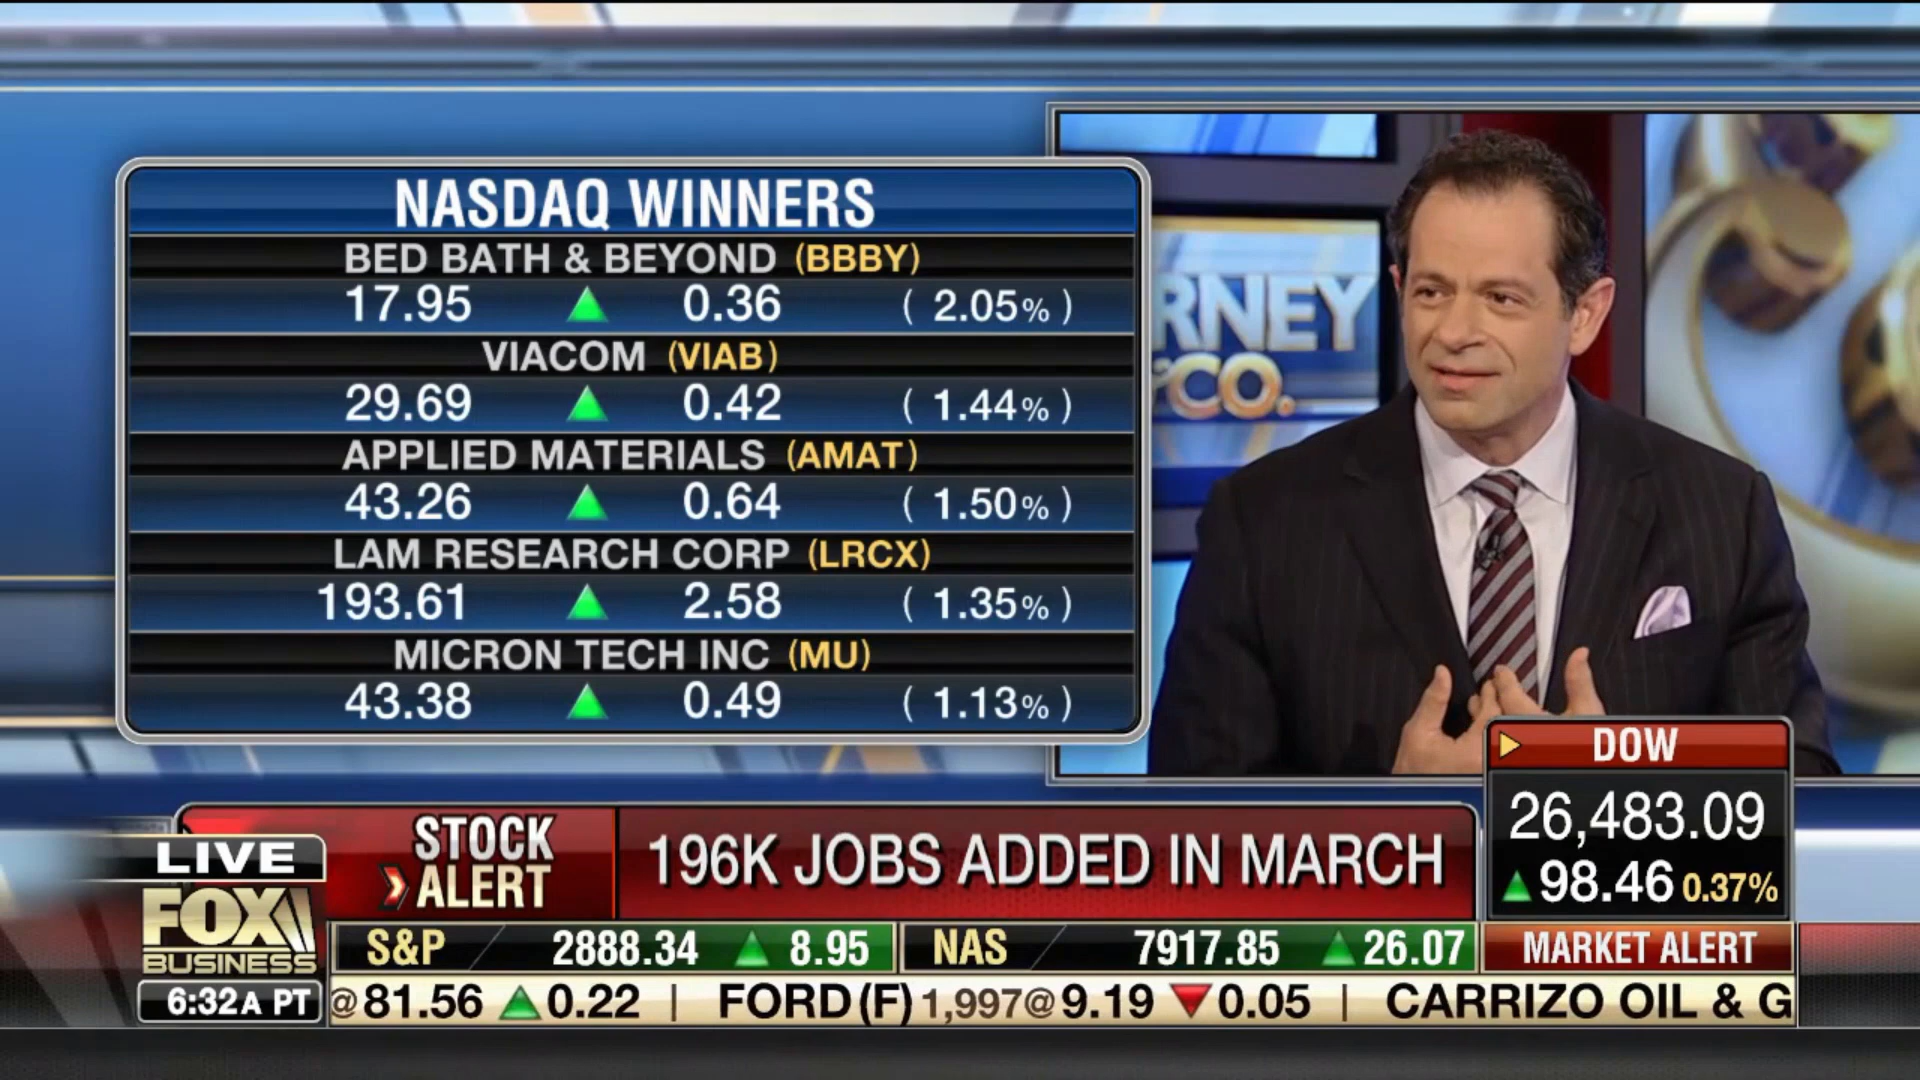 NASDAQ WINNERS
BED BATH & BEYOND (BBBY)
17.95 ▲ 0.36 ( 2.05% )
VIACOM (VIAB)
29.69 ▲ 0.42 ( 1.44% )
APPLIED MATERIALS (AMAT)
43.26 ▲ 0.64 ( 1.50% )
LAM RESEARCH CORP (LRCX)
193.61 ▲ 2.58 ( 1.35% )
MICRON TECH INC (MU)
43.38 ▲ 0.49 ( 1.13% )
RNEY
&CO.
DOW
26,483.09
▲ 98.46 0.37%
MARKET ALERT
STOCK
ALERT
196K JOBS ADDED IN MARCH
LIVE
FOX
BUSINESS
6:32A PT
S&P 2888.34 ▲ 8.95
NAS 7917.85 ▲ 26.07
@81.56 ▲ 0.22 | FORD (F) 1,997@9.19 ▼ 0.05 | CARRIZO OIL & G